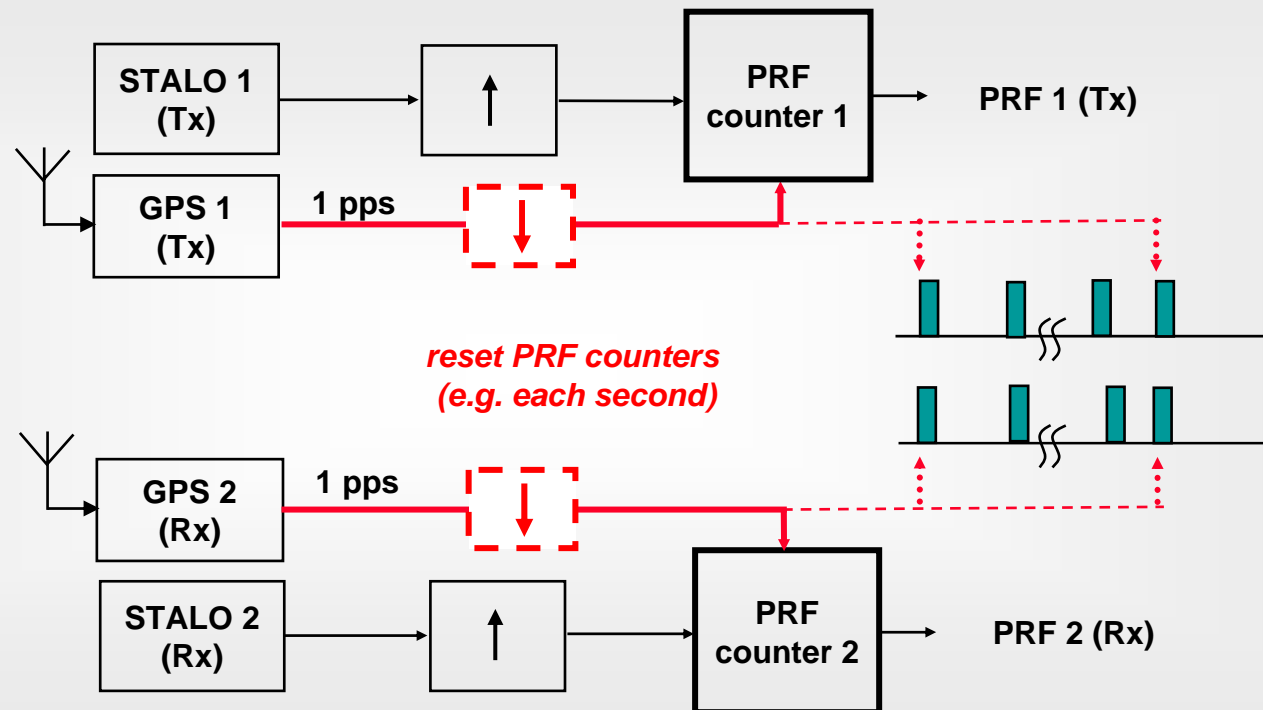 STALO 1
(Tx)
PRF
counter 1
PRF 1 (Tx)
GPS 1
(Tx)
1 pps
reset PRF counters
(e.g. each second)
GPS 2
(Rx)
1 pps
STALO 2
(Rx)
PRF
counter 2
PRF 2 (Rx)